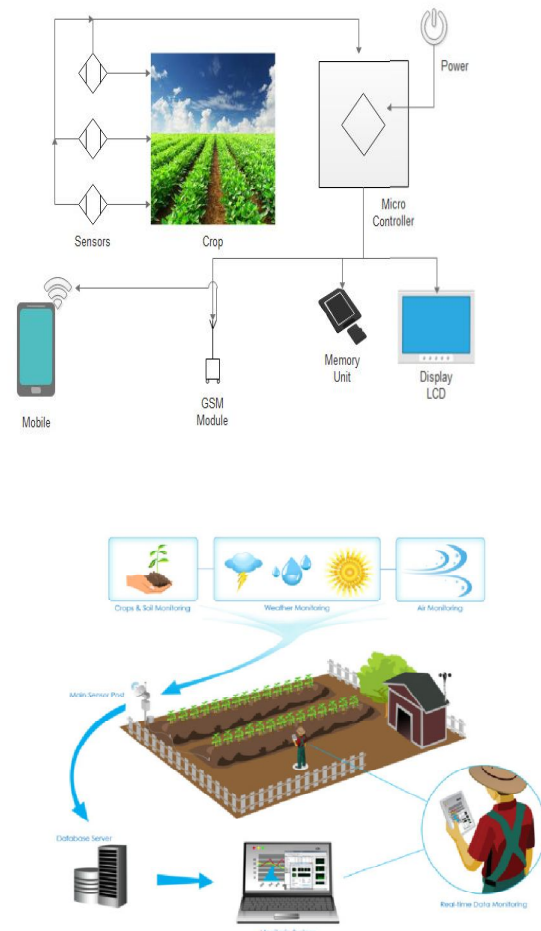 Power
Micro
Controller
Sensors
Crop
Memory
Unit
Display
LCD
GSM
Module
Mobile
Crops & Soil Monitoring
Weather Monitoring
Air Monitoring
Main Sensor Post
Database Server
Real-time Data Monitoring